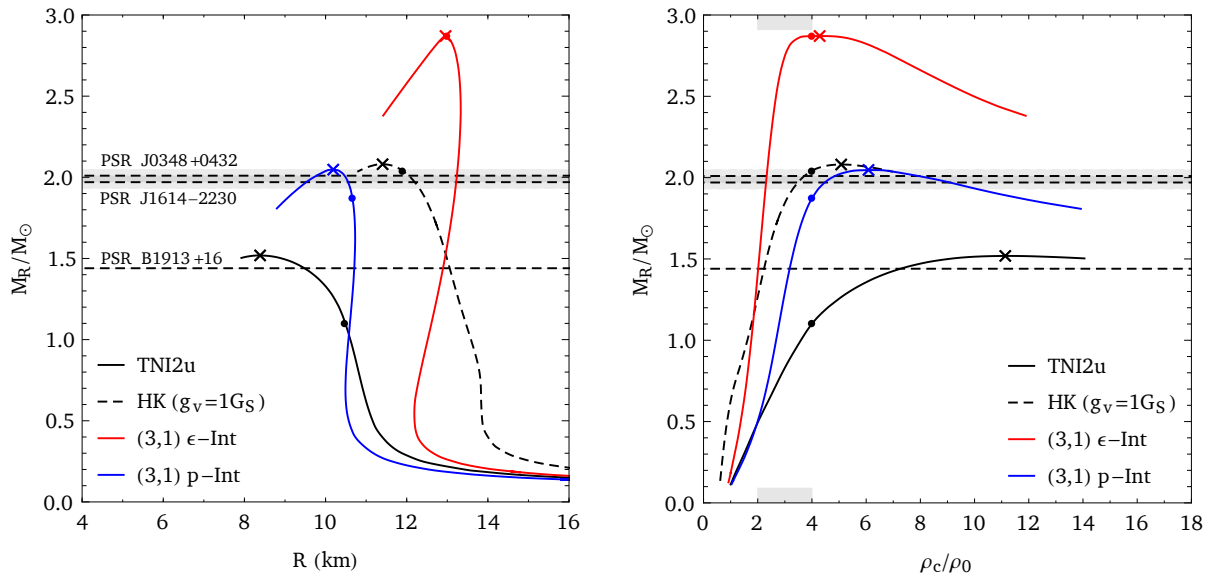 3.0
2.5
2.0
1.5
1.0
0.5
0.0
M_R/M_⊙
PSR J0348+0432
PSR J1614−2230
PSR B1913+16
TNI2u
HK (g_v=1G_S)
(3,1) ϵ−Int
(3,1) p−Int
4 6 8 10 12 14 16
R (km)
3.0
2.5
2.0
1.5
1.0
0.5
0.0
M_R/M_⊙
TNI2u
HK (g_v=1G_S)
(3,1) ϵ−Int
(3,1) p−Int
0 2 4 6 8 10 12 14 16 18
ρ_c/ρ_0